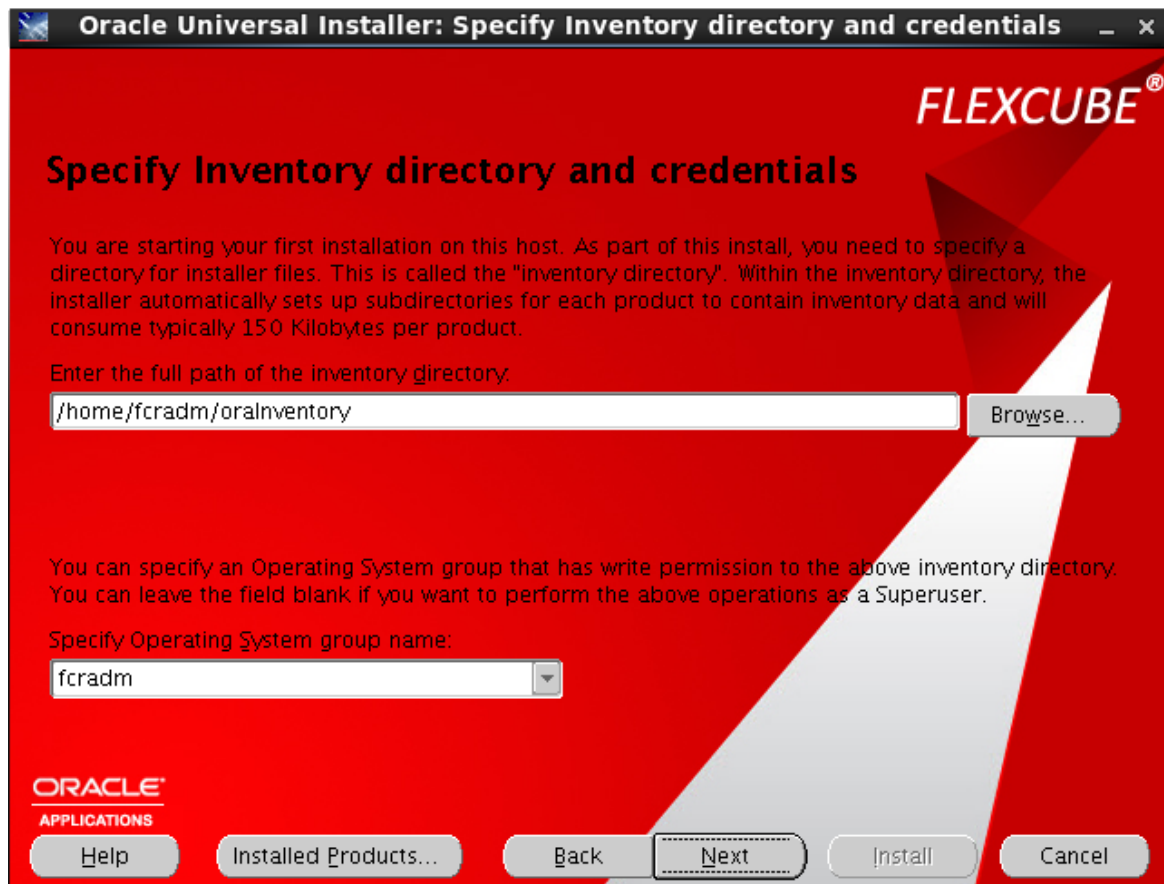 Oracle Universal Installer: Specify Inventory directory and credentials
FLEXCUBE®
Specify Inventory directory and credentials
You are starting your first installation on this host. As part of this install, you need to specify a
directory for installer files. This is called the "inventory directory". Within the inventory directory, the
installer automatically sets up subdirectories for each product to contain inventory data and will
consume typically 150 Kilobytes per product.
Enter the full path of the inventory directory:
/home/fcradm/oraInventory
Browse...
You can specify an Operating System group that has write permission to the above inventory directory.
You can leave the field blank if you want to perform the above operations as a Superuser.
Specify Operating System group name:
fcradm
ORACLE®
APPLICATIONS
Help
Installed Products...
Back
Next
Install
Cancel